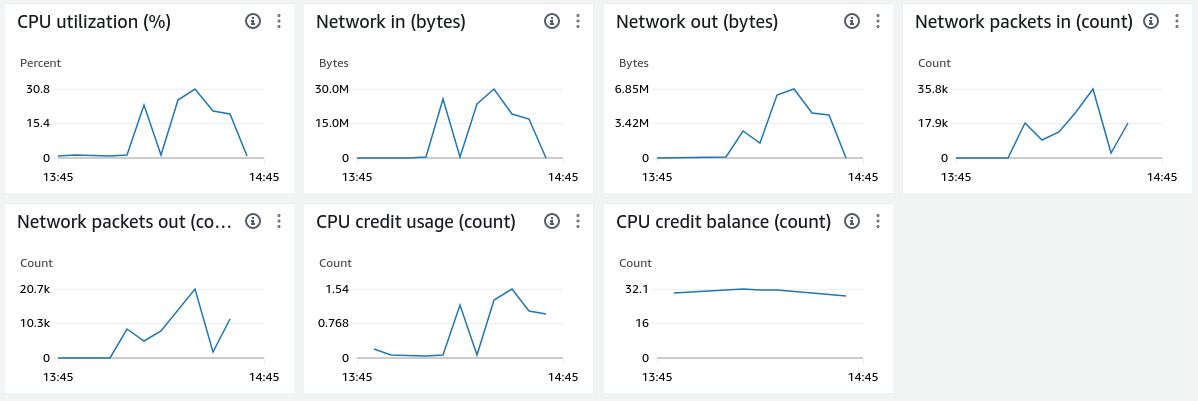 CPU utilization (%)
Percent
30.8
15.4
0
13:45 14:45
Network in (bytes)
Bytes
30.0M
15.0M
0
13:45 14:45
Network out (bytes)
Bytes
6.85M
3.42M
0
13:45 14:45
Network packets in (count)
Count
35.8k
17.9k
0
13:45 14:45
Network packets out (co…
Count
20.7k
10.3k
0
13:45 14:45
CPU credit usage (count)
Count
1.54
0.768
0
13:45 14:45
CPU credit balance (count)
Count
32.1
16
0
13:45 14:45